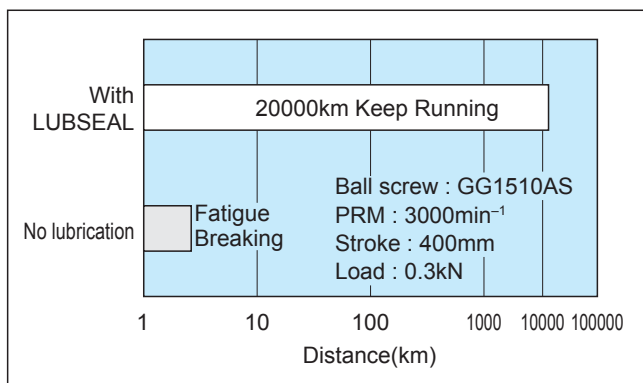 With
LUBSEAL
20000km Keep Running
No lubrication
Fatigue
Breaking
Ball screw : GG1510AS
PRM : 3000min⁻¹
Stroke : 400mm
Load : 0.3kN
1 10 100 1000 10000 100000
Distance(km)